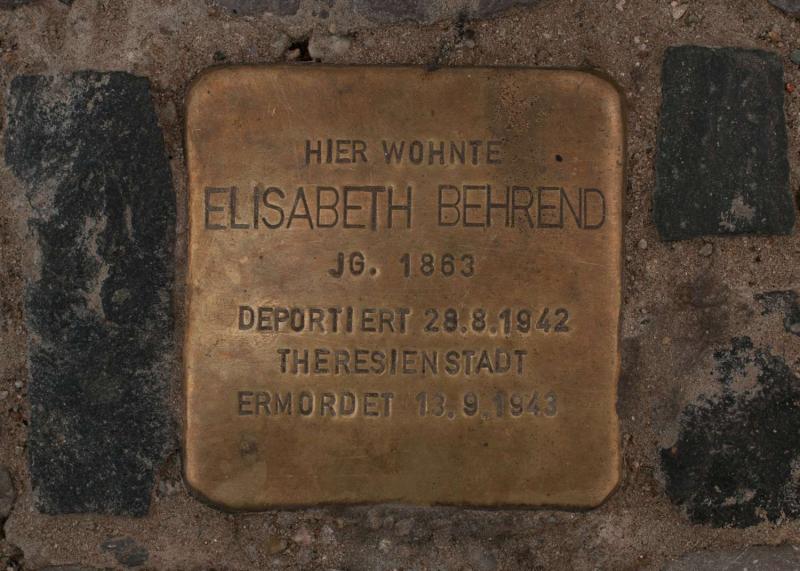 HIER WOHNTE
ELISABETH BEHREND
JG. 1863
DEPORTIERT 28.8.1942
THERESIENSTADT
ERMORDET 13.9.1943